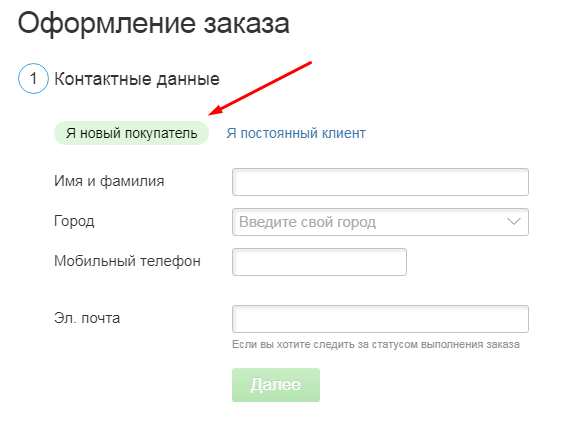 Оформление заказа
1 Контактные данные
Я новый покупатель Я постоянный клиент
Имя и фамилия
Город Введите свой город
Мобильный телефон
Эл. почта
Если вы хотите следить за статусом выполнения заказа
Далее